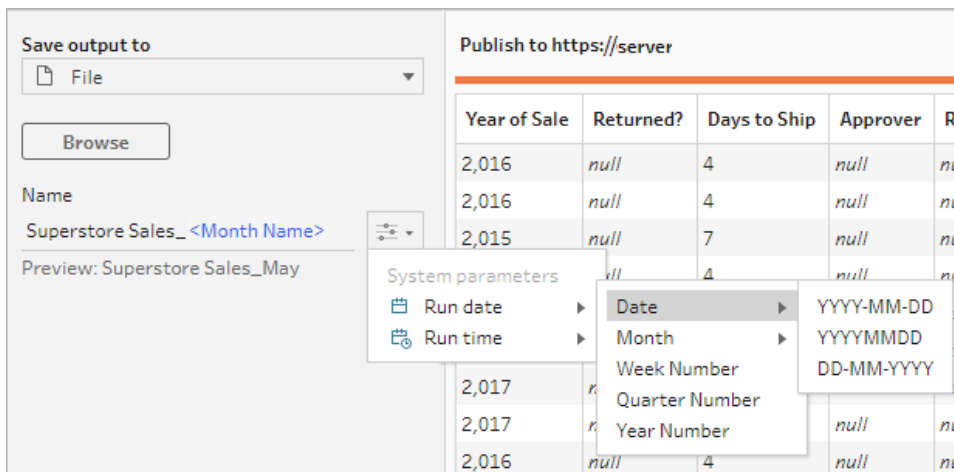 Save output to
File
Browse
Name
Superstore Sales_ <Month Name>
Preview: Superstore Sales_May
Publish to https://server
Year of Sale Returned? Days to Ship Approver R
2,016 null 4 null
2,016 null 4 null
2,015 null 7 null
4 null
System parameters
Run date
Run time
Date
Month
Week Number
Quarter Number
Year Number
YYYY-MM-DD
YYYYMMDD
DD-MM-YYYY
2,017
2,017 null
2,016 null 4 null